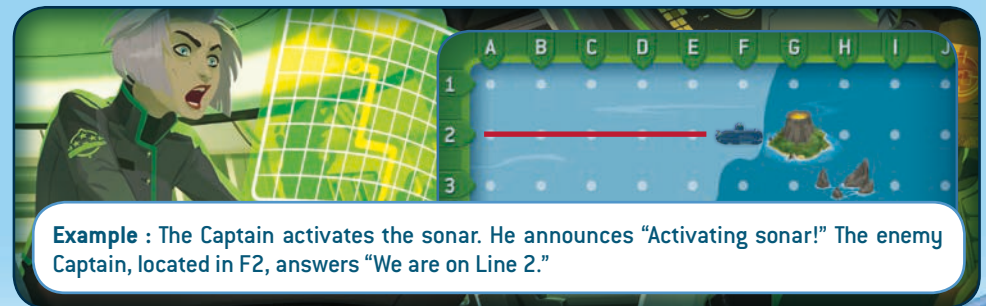 A B C D E F G H I J
1
2
3
Example : The Captain activates the sonar. He announces “Activating sonar!” The enemy
Captain, located in F2, answers “We are on Line 2.”